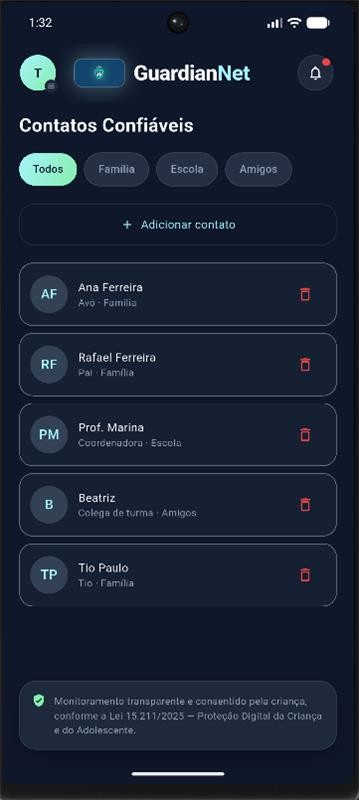 1:32
T
GuardianNet
Contatos Confiáveis
Todos
Família
Escola
Amigos
+ Adicionar contato
AF
Ana Ferreira
Avó · Família
RF
Rafael Ferreira
Pai · Família
PM
Prof. Marina
Coordenadora · Escola
B
Beatriz
Colega de turma · Amigos
TP
Tio Paulo
Tio · Família
Monitoramento transparente e consentido pela criança,
conforme a Lei 15.211/2025 — Proteção Digital da Criança
e do Adolescente.